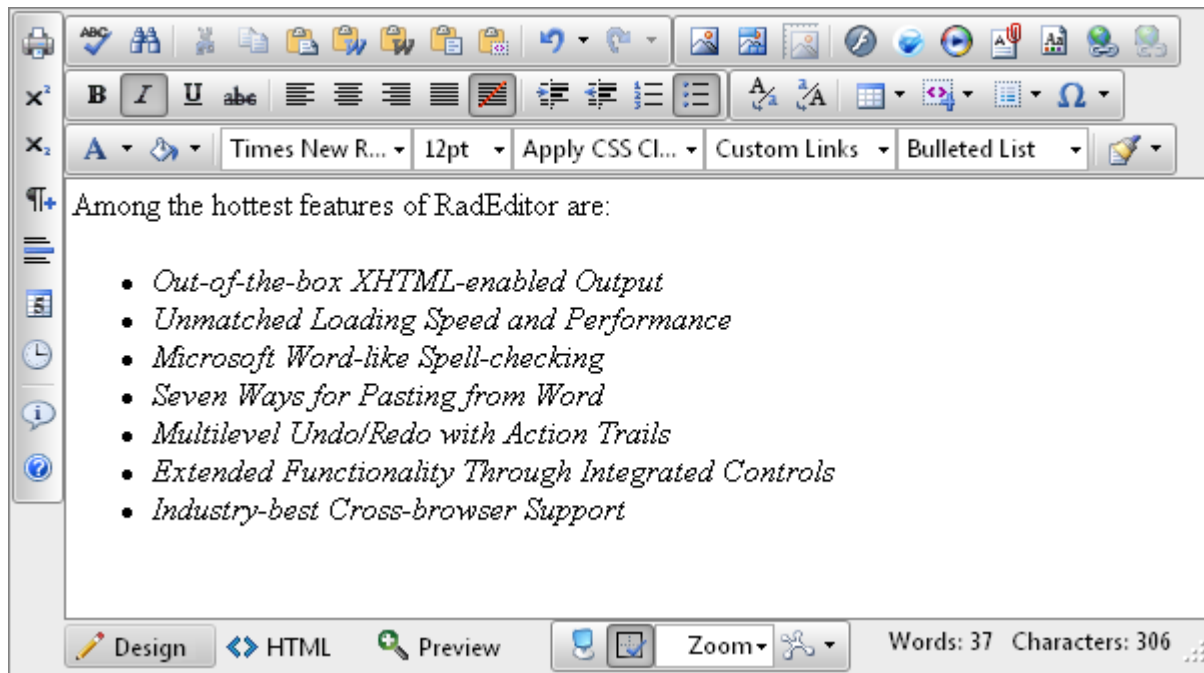 ABC
B I U abc
Times New R... 12pt Apply CSS Cl... Custom Links Bulleted List
Among the hottest features of RadEditor are:
• Out-of-the-box XHTML-enabled Output
• Unmatched Loading Speed and Performance
• Microsoft Word-like Spell-checking
• Seven Ways for Pasting from Word
• Multilevel Undo/Redo with Action Trails
• Extended Functionality Through Integrated Controls
• Industry-best Cross-browser Support
Design HTML Preview Zoom Words: 37 Characters: 306